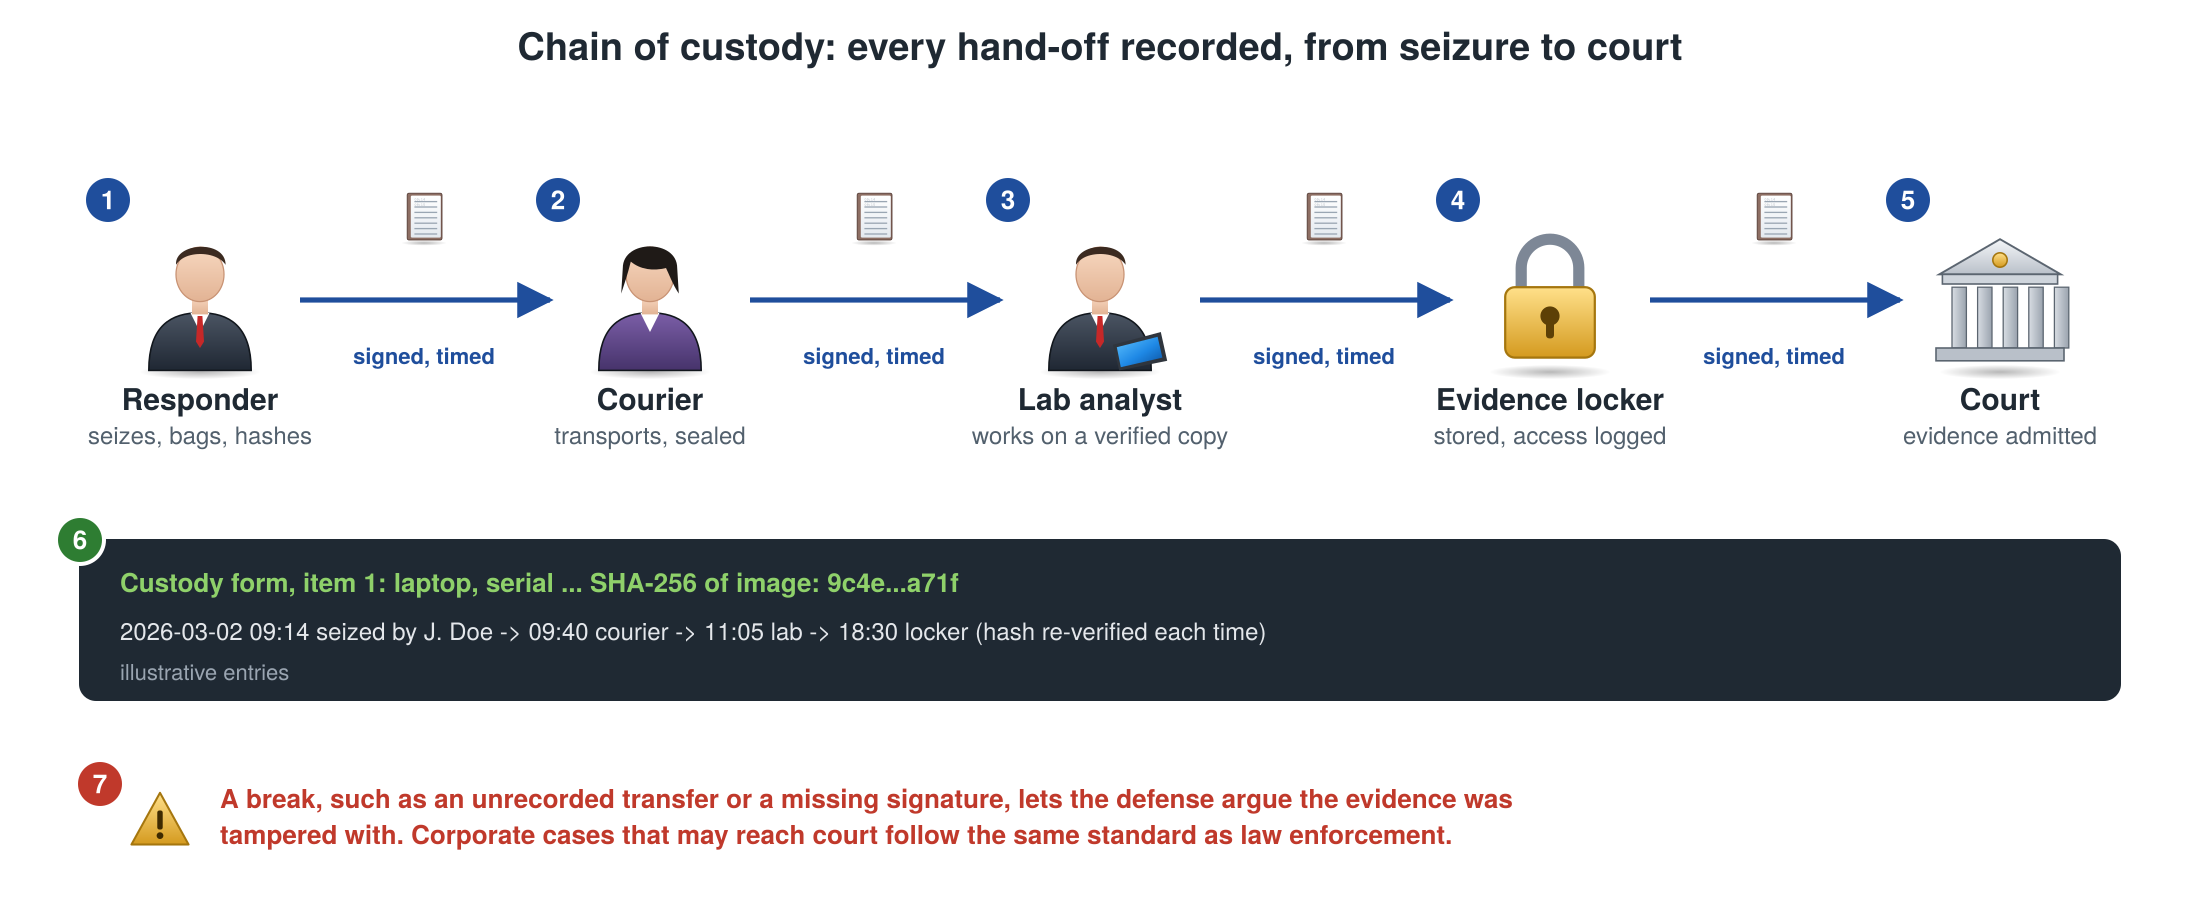 Chain of custody: every hand-off recorded, from seizure to court
1
2
3
4
5
signed, timed
signed, timed
signed, timed
signed, timed
Responder
seizes, bags, hashes
Courier
transports, sealed
Lab analyst
works on a verified copy
Evidence locker
stored, access logged
Court
evidence admitted
6
Custody form, item 1: laptop, serial ... SHA-256 of image: 9c4e...a71f
2026-03-02 09:14 seized by J. Doe -> 09:40 courier -> 11:05 lab -> 18:30 locker (hash re-verified each time)
illustrative entries
7
A break, such as an unrecorded transfer or a missing signature, lets the defense argue the evidence was
tampered with. Corporate cases that may reach court follow the same standard as law enforcement.